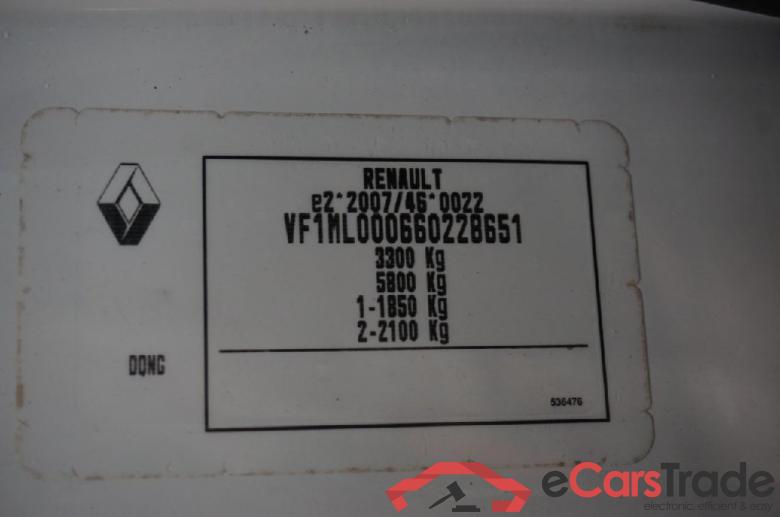 RENAULT
e2*2007/46*0022
VF1ML000660228651
3300 Kg
5800 Kg
1-1850 Kg
2-2100 Kg
DQNG
536476
eCarsTrade
electronic, efficient & easy